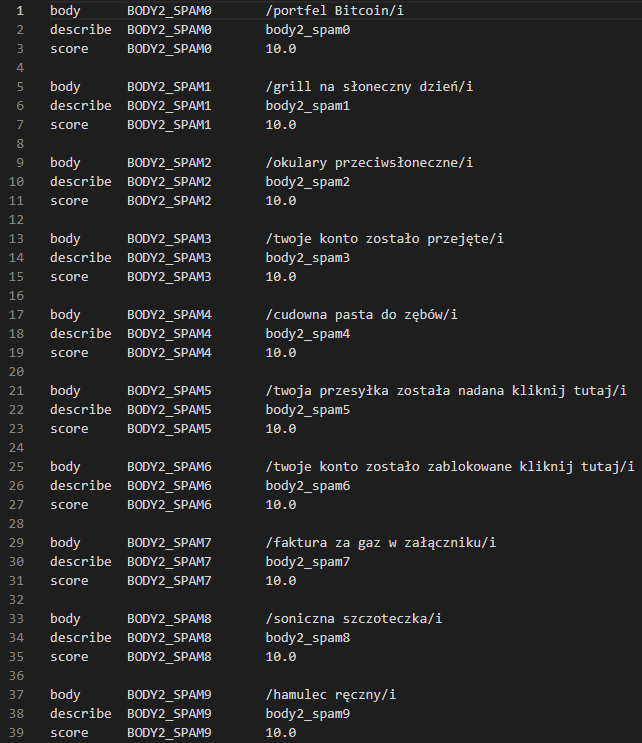 1 body BODY2_SPAM0 /portfel Bitcoin/i
2 describe BODY2_SPAM0 body2_spam0
3 score BODY2_SPAM0 10.0
4
5 body BODY2_SPAM1 /grill na słoneczny dzień/i
6 describe BODY2_SPAM1 body2_spam1
7 score BODY2_SPAM1 10.0
8
9 body BODY2_SPAM2 /okulary przeciwsłoneczne/i
10 describe BODY2_SPAM2 body2_spam2
11 score BODY2_SPAM2 10.0
12
13 body BODY2_SPAM3 /twoje konto zostało przejęte/i
14 describe BODY2_SPAM3 body2_spam3
15 score BODY2_SPAM3 10.0
16
17 body BODY2_SPAM4 /cudowna pasta do zębów/i
18 describe BODY2_SPAM4 body2_spam4
19 score BODY2_SPAM4 10.0
20
21 body BODY2_SPAM5 /twoja przesyłka została nadana kliknij tutaj/i
22 describe BODY2_SPAM5 body2_spam5
23 score BODY2_SPAM5 10.0
24
25 body BODY2_SPAM6 /twoje konto zostało zablokowane kliknij tutaj/i
26 describe BODY2_SPAM6 body2_spam6
27 score BODY2_SPAM6 10.0
28
29 body BODY2_SPAM7 /faktura za gaz w załączniku/i
30 describe BODY2_SPAM7 body2_spam7
31 score BODY2_SPAM7 10.0
32
33 body BODY2_SPAM8 /soniczna szczoteczka/i
34 describe BODY2_SPAM8 body2_spam8
35 score BODY2_SPAM8 10.0
36
37 body BODY2_SPAM9 /hamulec ręczny/i
38 describe BODY2_SPAM9 body2_spam9
39 score BODY2_SPAM9 10.0